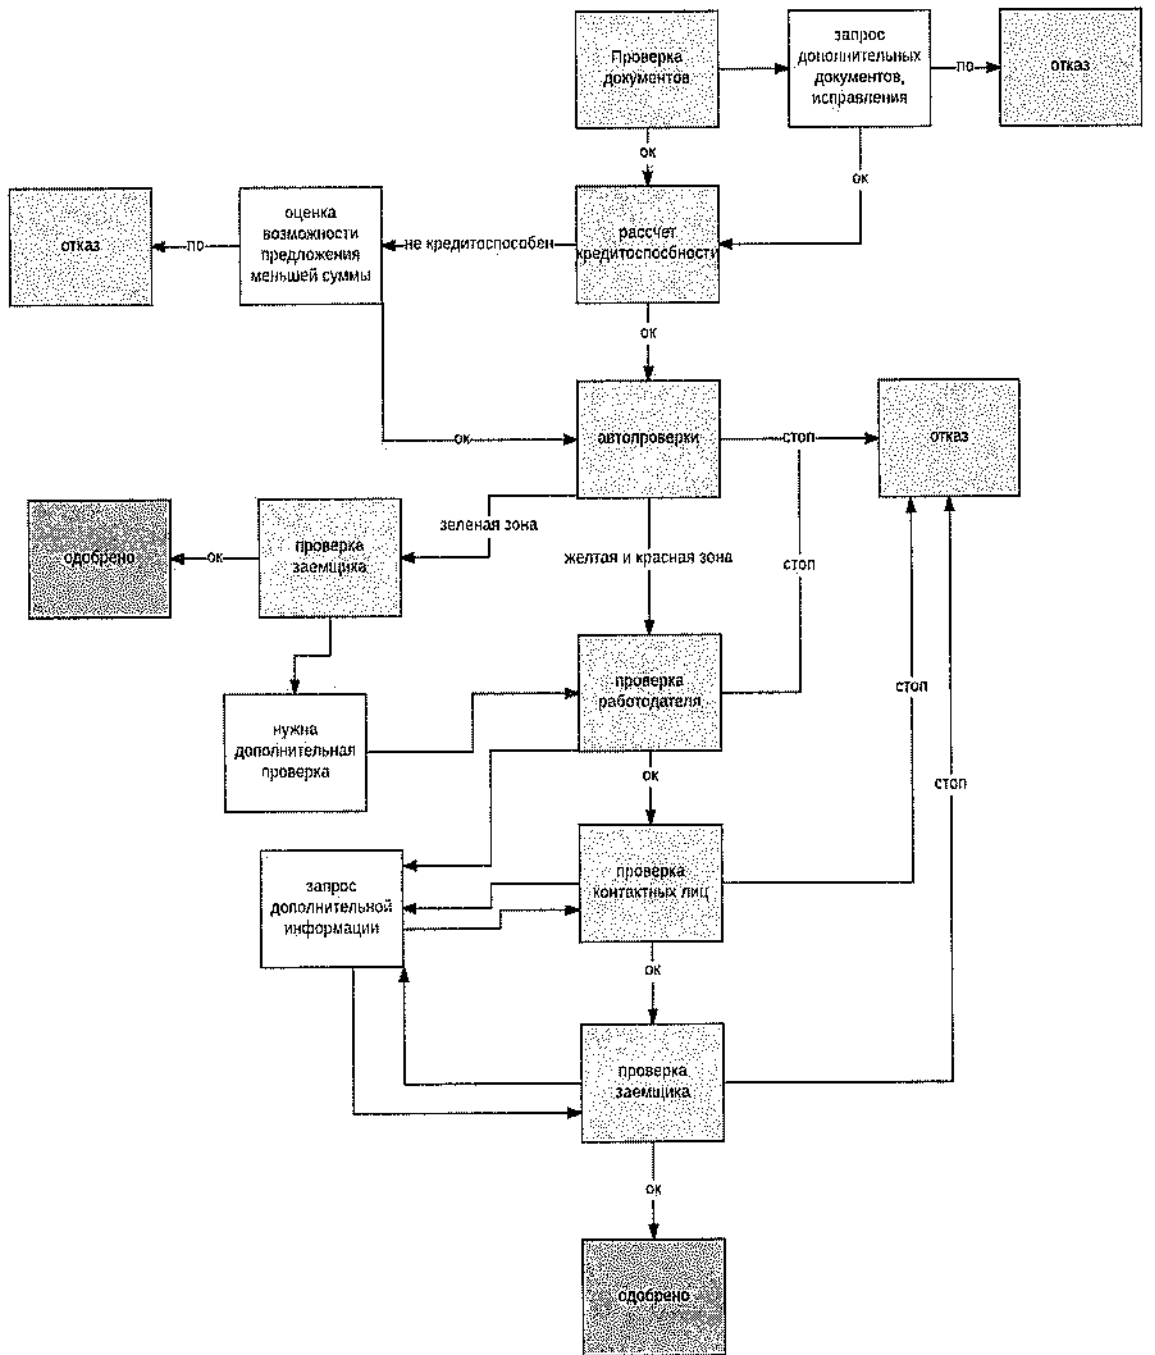 Проверка
документов
запрос
дополнительных
документов,
исправления
no
отказ
ок
ок
отказ
no
оценка
возможности
предложения
меньшей суммы
не кредитоспособен
рассчет
кредитоспосбности
ок
ок
автопроверки
стоп
отказ
зеленая зона
желтая и красная зона
стоп
одобрено
ок
проверка
заемщика
проверка
работодателя
стоп
нужна
дополнительная
проверка
ок
стоп
запрос
дополнительной
информации
проверка
контактных лиц
ок
проверка
заемщика
ок
одобрено